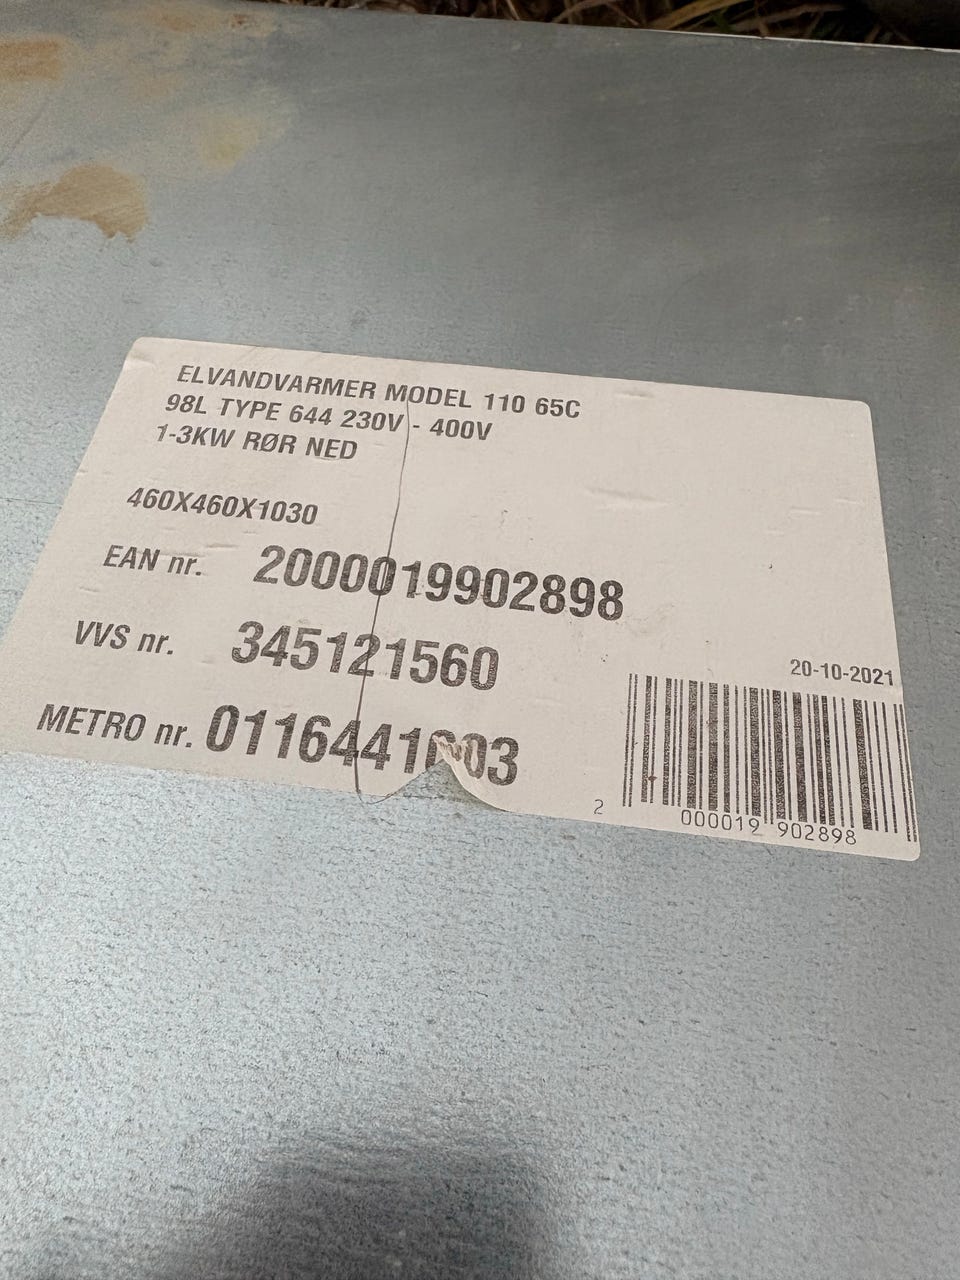 ELVANDVARMER MODEL 110 65C
98L TYPE 644 230V - 400V
1-3KW RØR NED
460X460X1030
EAN nr. 2000019902898
VVS nr. 345121560
METRO nr. 0116441603
20-10-2021
2 000019 902898